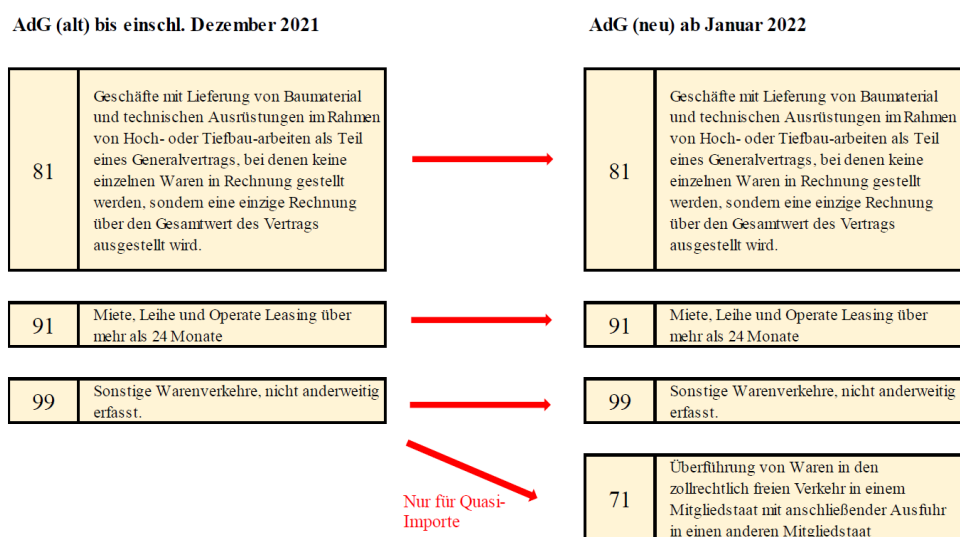 AdG (alt) bis einschl. Dezember 2021
AdG (neu) ab Januar 2022
81
Geschäfte mit Lieferung von Baumaterial
und technischen Ausrüstungen im Rahmen
von Hoch- oder Tiefbau-arbeiten als Teil
eines Generalvertrags, bei denen keine
einzelnen Waren in Rechnung gestellt
werden, sondern eine einzige Rechnung
über den Gesamtwert des Vertrags
ausgestellt wird.
81
Geschäfte mit Lieferung von Baumaterial
und technischen Ausrüstungen im Rahmen
von Hoch- oder Tiefbau-arbeiten als Teil
eines Generalvertrags, bei denen keine
einzelnen Waren in Rechnung gestellt
werden, sondern eine einzige Rechnung
über den Gesamtwert des Vertrags
ausgestellt wird.
91
Miete, Leihe und Operate Leasing über
mehr als 24 Monate
91
Miete, Leihe und Operate Leasing über
mehr als 24 Monate
99
Sonstige Warenverkehre, nicht anderweitig
erfasst.
99
Sonstige Warenverkehre, nicht anderweitig
erfasst.
Nur für Quasi-
Importe
71
Überführung von Waren in den
zollrechtlich freien Verkehr in einem
Mitgliedstaat mit anschließender Ausfuhr
in einen anderen Mitgliedstaat